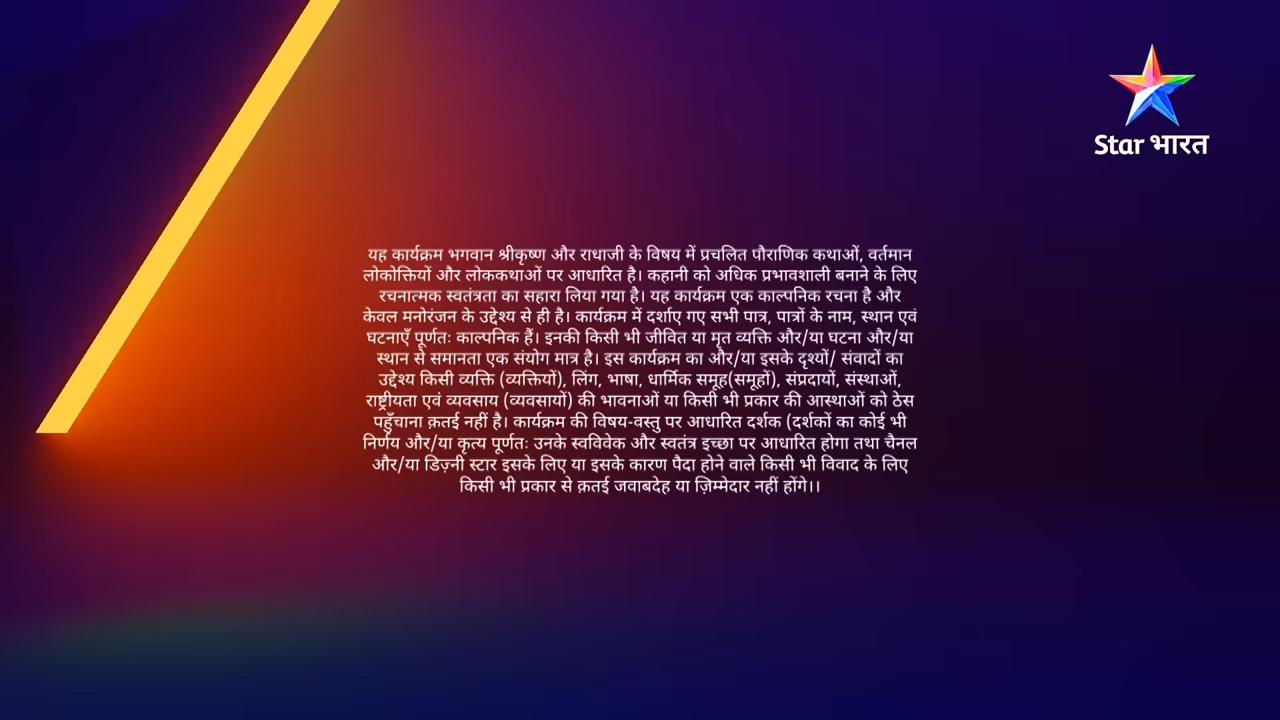 Star भारत
यह कार्यक्रम भगवान श्रीकृष्ण और राधाजी के विषय में प्रचलित पौराणिक कथाओं, वर्तमान
लोकोक्तियों और लोककथाओं पर आधारित है। कहानी को अधिक प्रभावशाली बनाने के लिए
रचनात्मक स्वतंत्रता का सहारा लिया गया है। यह कार्यक्रम एक काल्पनिक रचना है और
केवल मनोरंजन के उद्देश्य से ही है। कार्यक्रम में दर्शाए गए सभी पात्र, पात्रों के नाम, स्थान एवं
घटनाएँ पूर्णतः काल्पनिक हैं। इनकी किसी भी जीवित या मृत व्यक्ति और/या घटना और/या
स्थान से समानता एक संयोग मात्र है। इस कार्यक्रम का और/या इसके दृश्यों/ संवादों का
उद्देश्य किसी व्यक्ति (व्यक्तियों), लिंग, भाषा, धार्मिक समूह(समूहों), संप्रदायों, संस्थाओं,
राष्ट्रीयता एवं व्यवसाय (व्यवसायों) की भावनाओं या किसी भी प्रकार की आस्थाओं को ठेस
पहुँचाना क़तई नहीं है। कार्यक्रम की विषय-वस्तु पर आधारित दर्शक (दर्शकों का कोई भी
निर्णय और/या कृत्य पूर्णतः उनके स्वविवेक और स्वतंत्र इच्छा पर आधारित होगा तथा चैनल
और/या डिज़्नी स्टार इसके लिए या इसके कारण पैदा होने वाले किसी भी विवाद के लिए
किसी भी प्रकार से क़तई जवाबदेह या ज़िम्मेदार नहीं होंगे।।